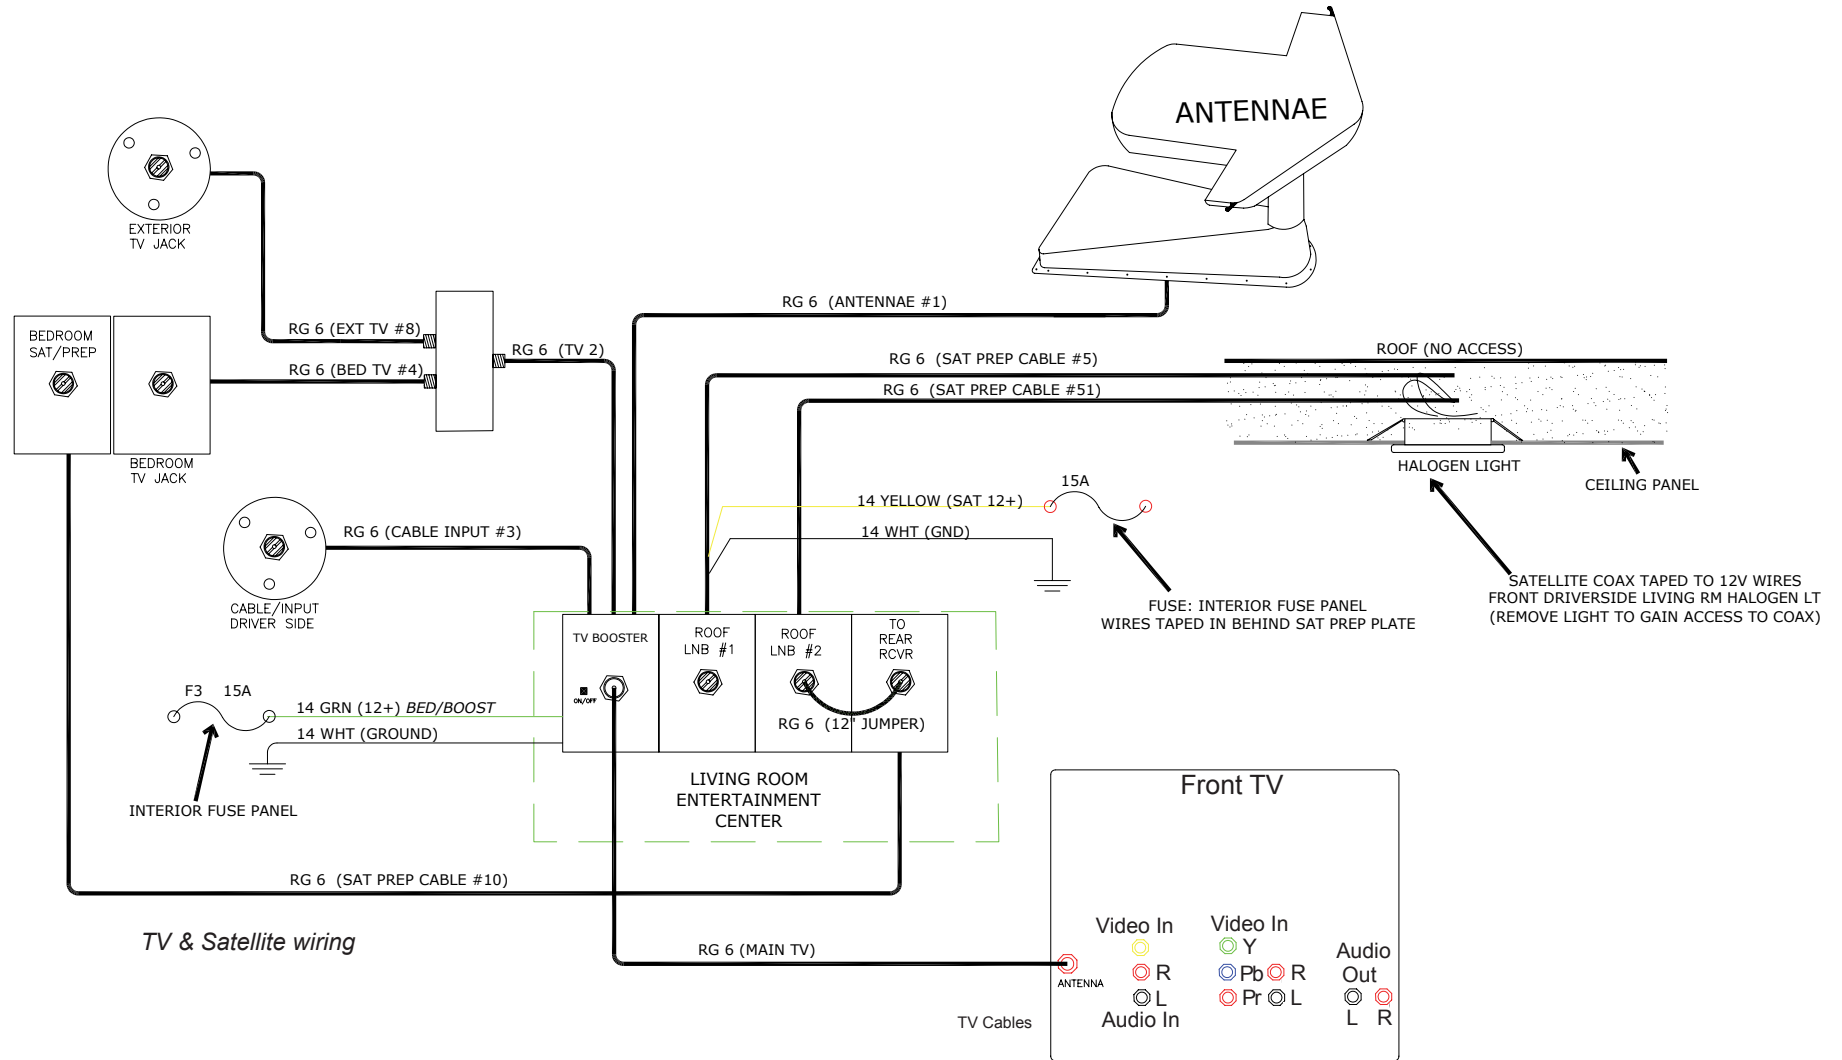 ANTENNAE
EXTERIOR
TV JACK
RG 6 (ANTENNAE #1)
BEDROOM
SAT/PREP
RG 6 (EXT TV #8)
RG 6 (TV 2)
RG 6 (BED TV #4)
RG 6 (SAT PREP CABLE #5)
ROOF (NO ACCESS)
RG 6 (SAT PREP CABLE #51)
BEDROOM
TV JACK
HALOGEN LIGHT
CEILING PANEL
15A
14 YELLOW (SAT 12+)
14 WHT (GND)
RG 6 (CABLE INPUT #3)
SATELLITE COAX TAPED TO 12V WIRES
FRONT DRIVERSIDE LIVING RM HALOGEN LT
(REMOVE LIGHT TO GAIN ACCESS TO COAX)
FUSE: INTERIOR FUSE PANEL
WIRES TAPED IN BEHIND SAT PREP PLATE
CABLE/INPUT
DRIVER SIDE
TV BOOSTER
ON/OFF
ROOF
LNB #1
ROOF
LNB #2
TO
REAR
RCVR
RG 6 (12" JUMPER)
F3 15A
14 GRN (12+) BED/BOOST
14 WHT (GROUND)
INTERIOR FUSE PANEL
LIVING ROOM
ENTERTAINMENT
CENTER
Front TV
RG 6 (SAT PREP CABLE #10)
TV & Satellite wiring
RG 6 (MAIN TV)
ANTENNA
Video In
R
L
Audio In
Video In
Y
Pb R
Pr L
Audio
Out
L R
TV Cables